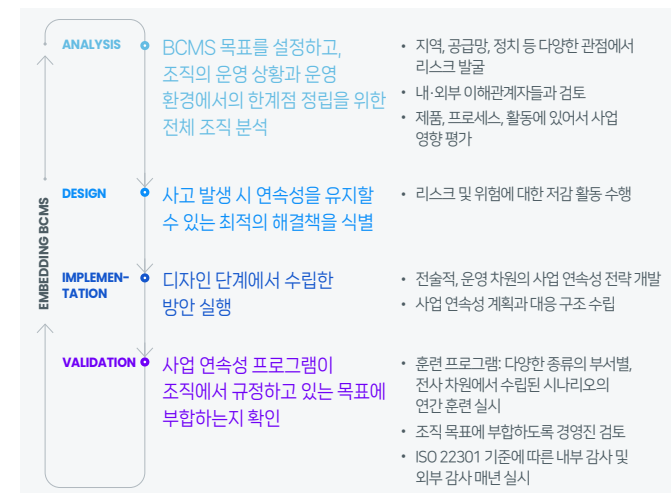 EMBEDDING BCMS
ANALYSIS
BCMS 목표를 설정하고,
조직의 운영 상황과 운영
환경에서의 한계점 정립을 위한
전체 조직 분석
• 지역, 공급망, 정치 등 다양한 관점에서
리스크 발굴
• 내·외부 이해관계자들과 검토
• 제품, 프로세스, 활동에 있어서 사업
영향 평가
DESIGN
사고 발생 시 연속성을 유지할
수 있는 최적의 해결책을 식별
• 리스크 및 위험에 대한 저감 활동 수행
IMPLEMEN-
TATION
디자인 단계에서 수립한
방안 실행
• 전술적, 운영 차원의 사업 연속성 전략 개발
• 사업 연속성 계획과 대응 구조 수립
VALIDATION
사업 연속성 프로그램이
조직에서 규정하고 있는 목표에
부합하는지 확인
• 훈련 프로그램: 다양한 종류의 부서별,
전사 차원에서 수립된 시나리오의
연간 훈련 실시
• 조직 목표에 부합하도록 경영진 검토
• ISO 22301 기준에 따른 내부 감사 및
외부 감사 매년 실시